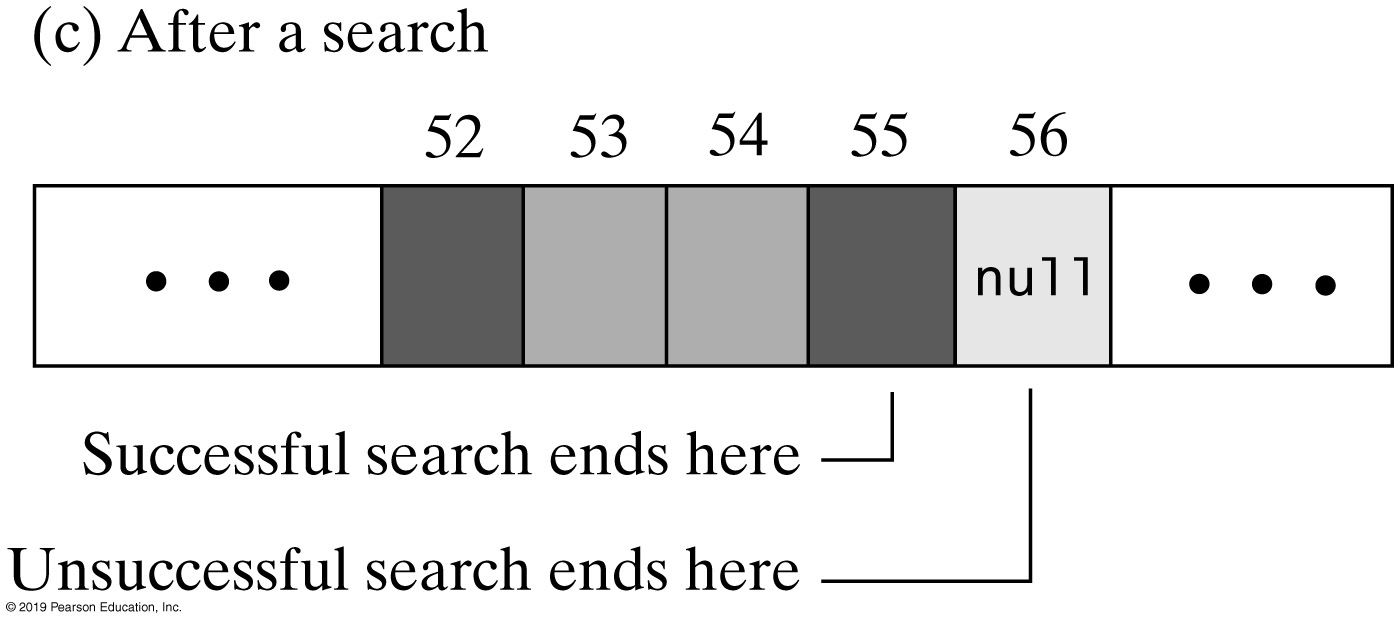 (c) After a search
52 53 54 55 56
• • • null • • •
Successful search ends here
Unsuccessful search ends here
© 2019 Pearson Education, Inc.